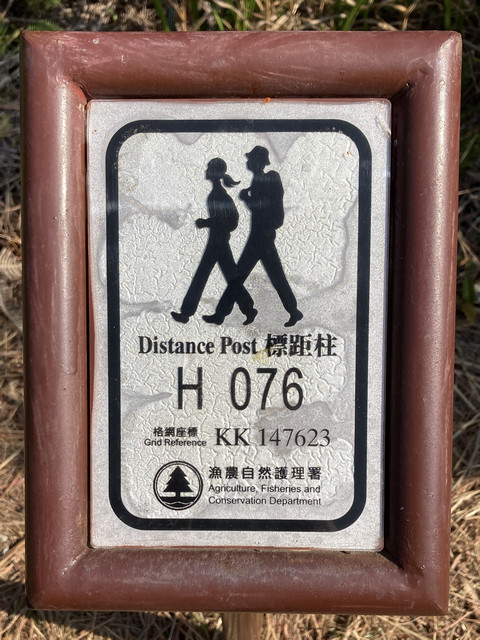 Distance Post 標距柱
H 076
格網座標
Grid Reference
KK 147623
漁農自然護理署
Agriculture, Fisheries and
Conservation Department